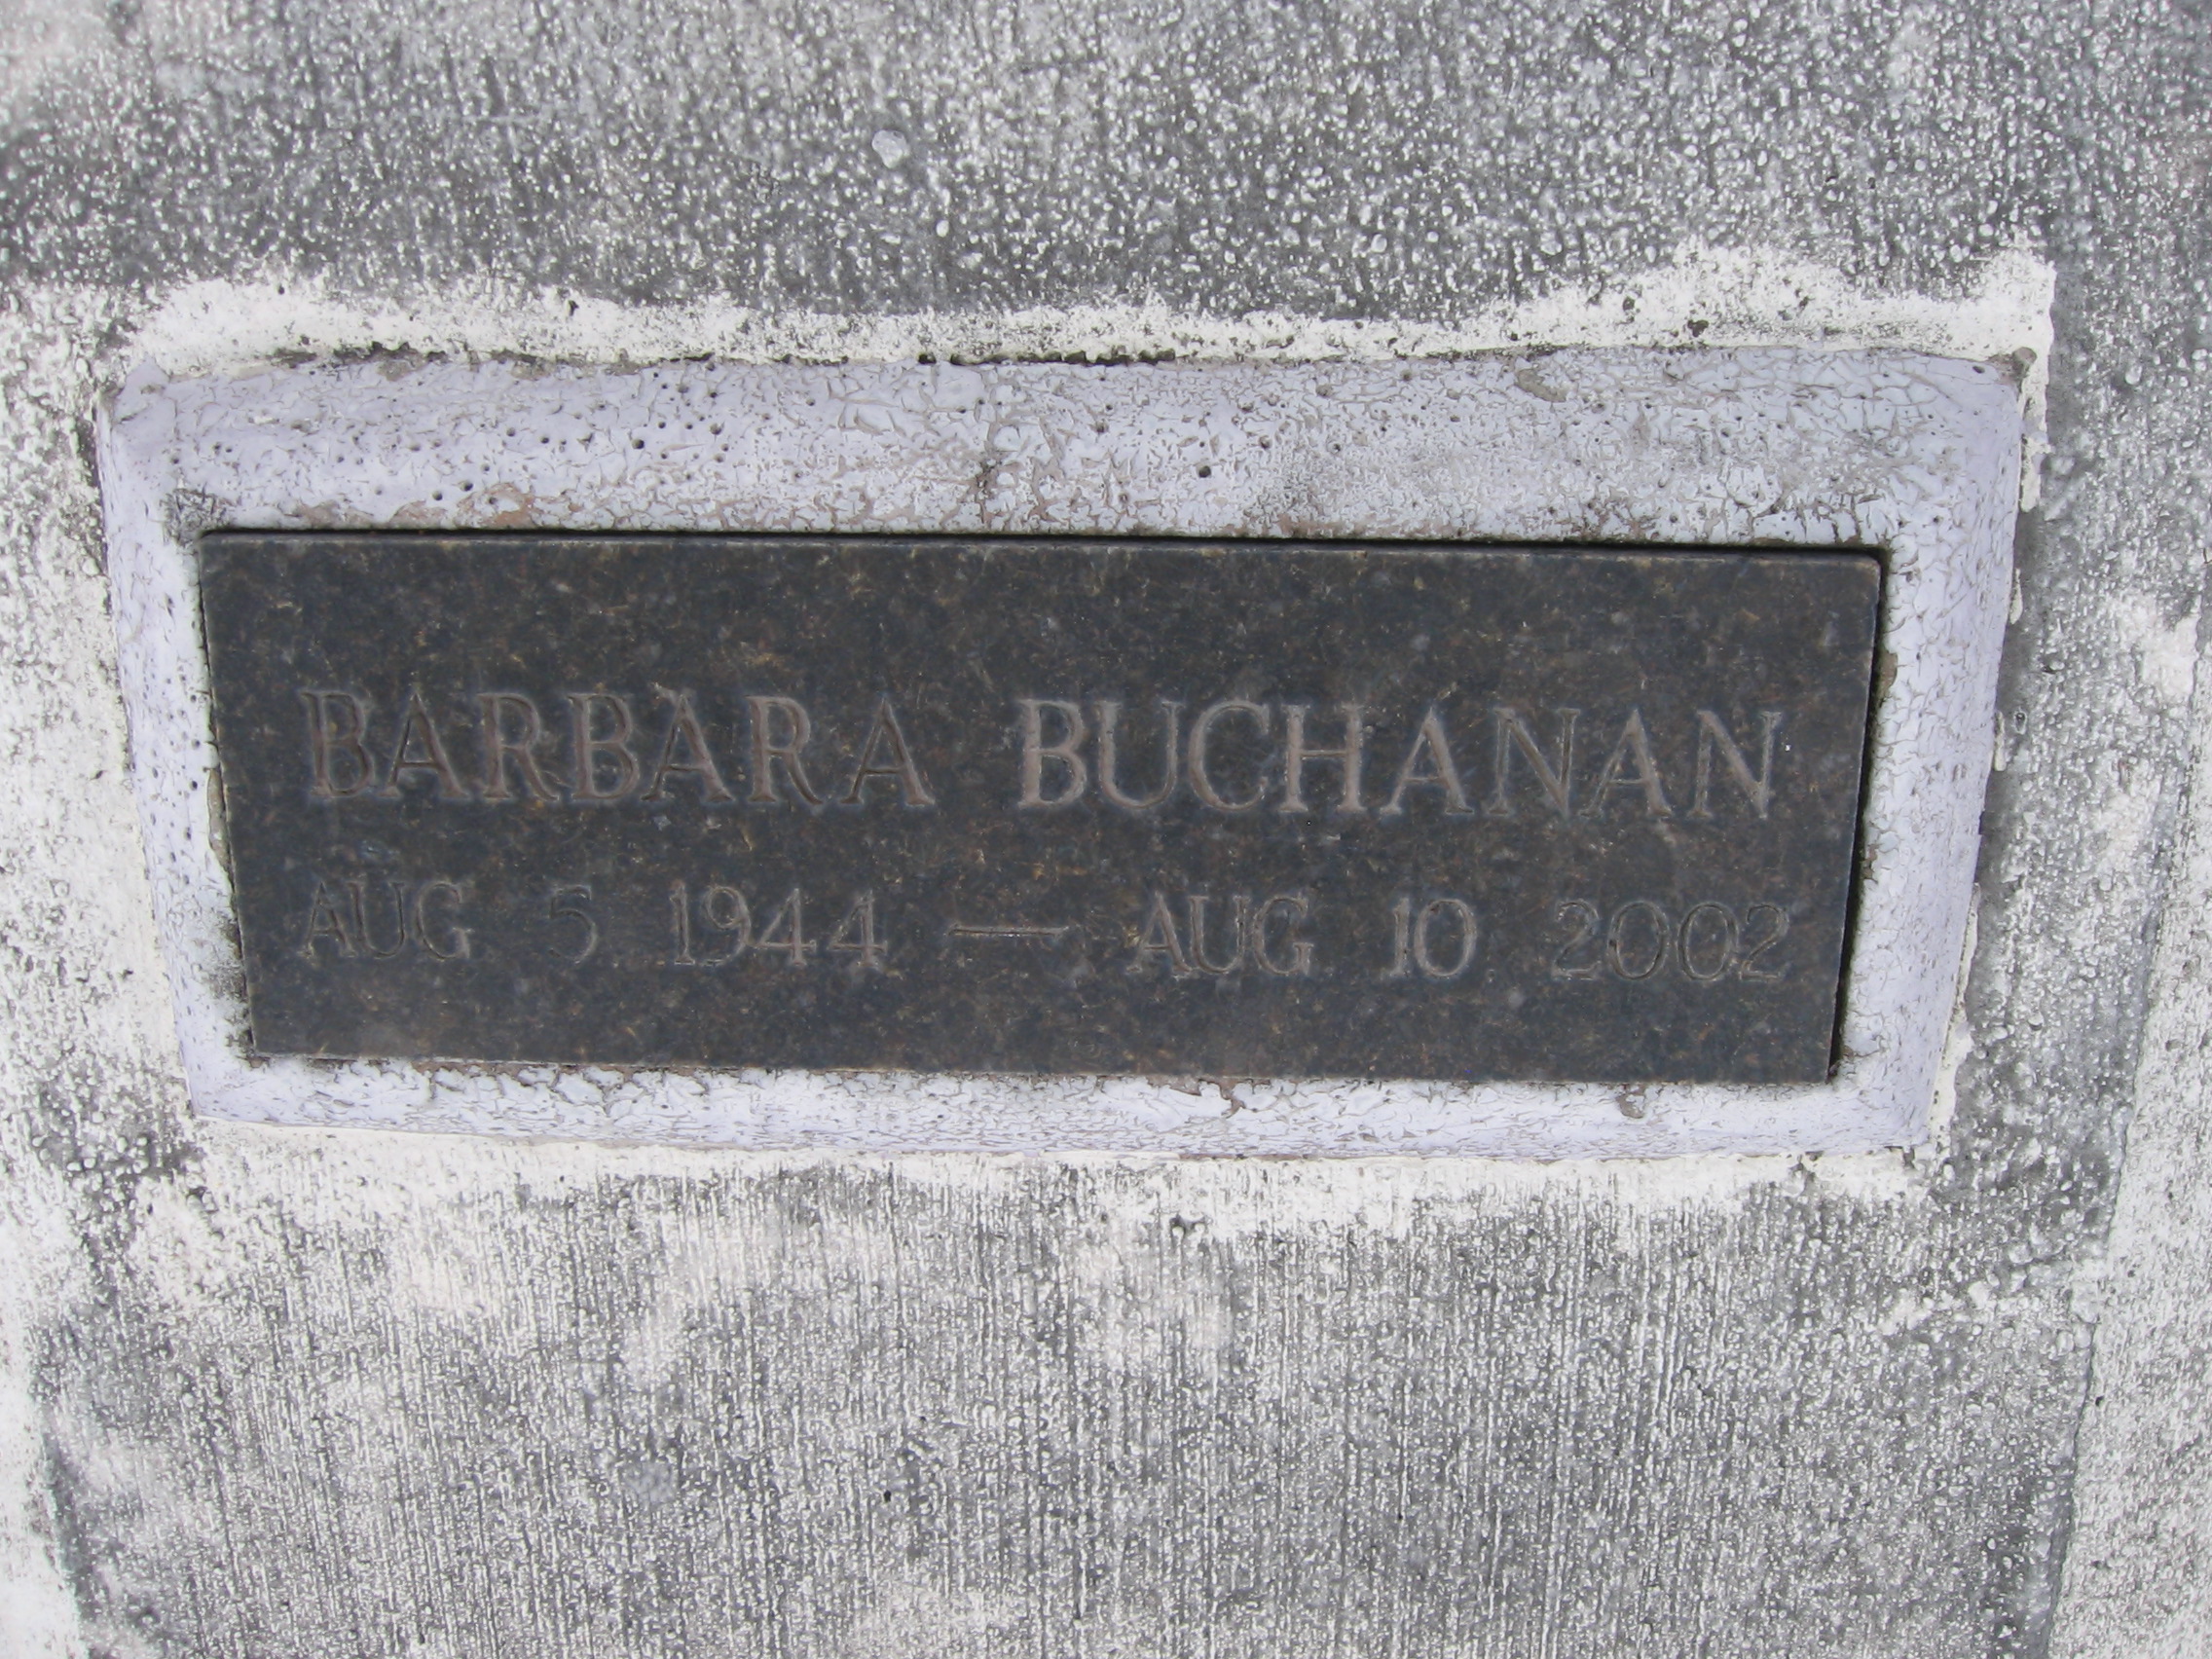 BARBARA BUCHANAN
AUG 5 1944 — AUG 10 2002